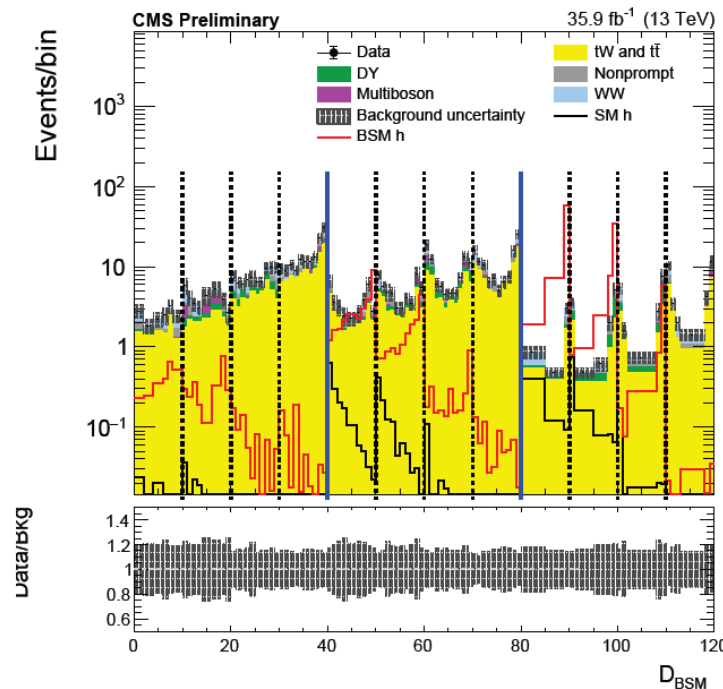 CMS Preliminary 35.9 fb⁻¹ (13 TeV)
Events/bin
Data
tW and tt̄
DY
Nonprompt
Multiboson
WW
Background uncertainty
SM h
BSM h
10³
10²
10
1
10⁻¹
Data/Bkg
1.4
1.2
1
0.8
0.6
0 20 40 60 80 100 120
D_BSM